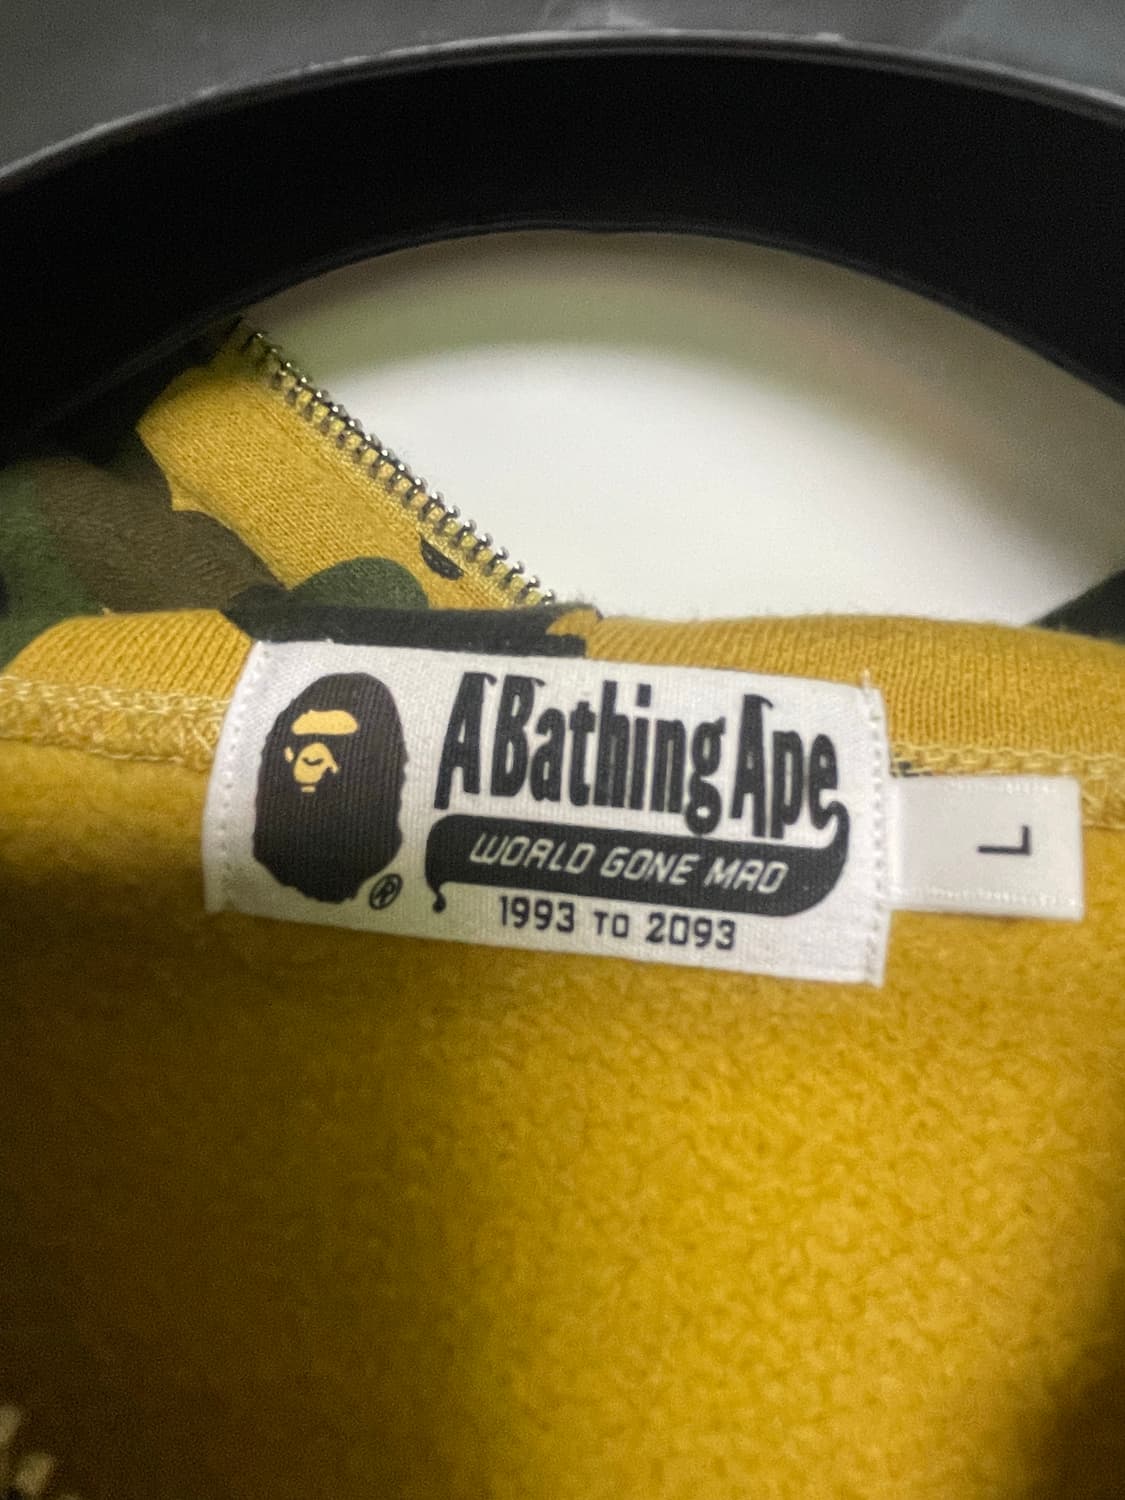 A Bathing Ape
WORLD GONE MAD
1993 TO 2093
®
L